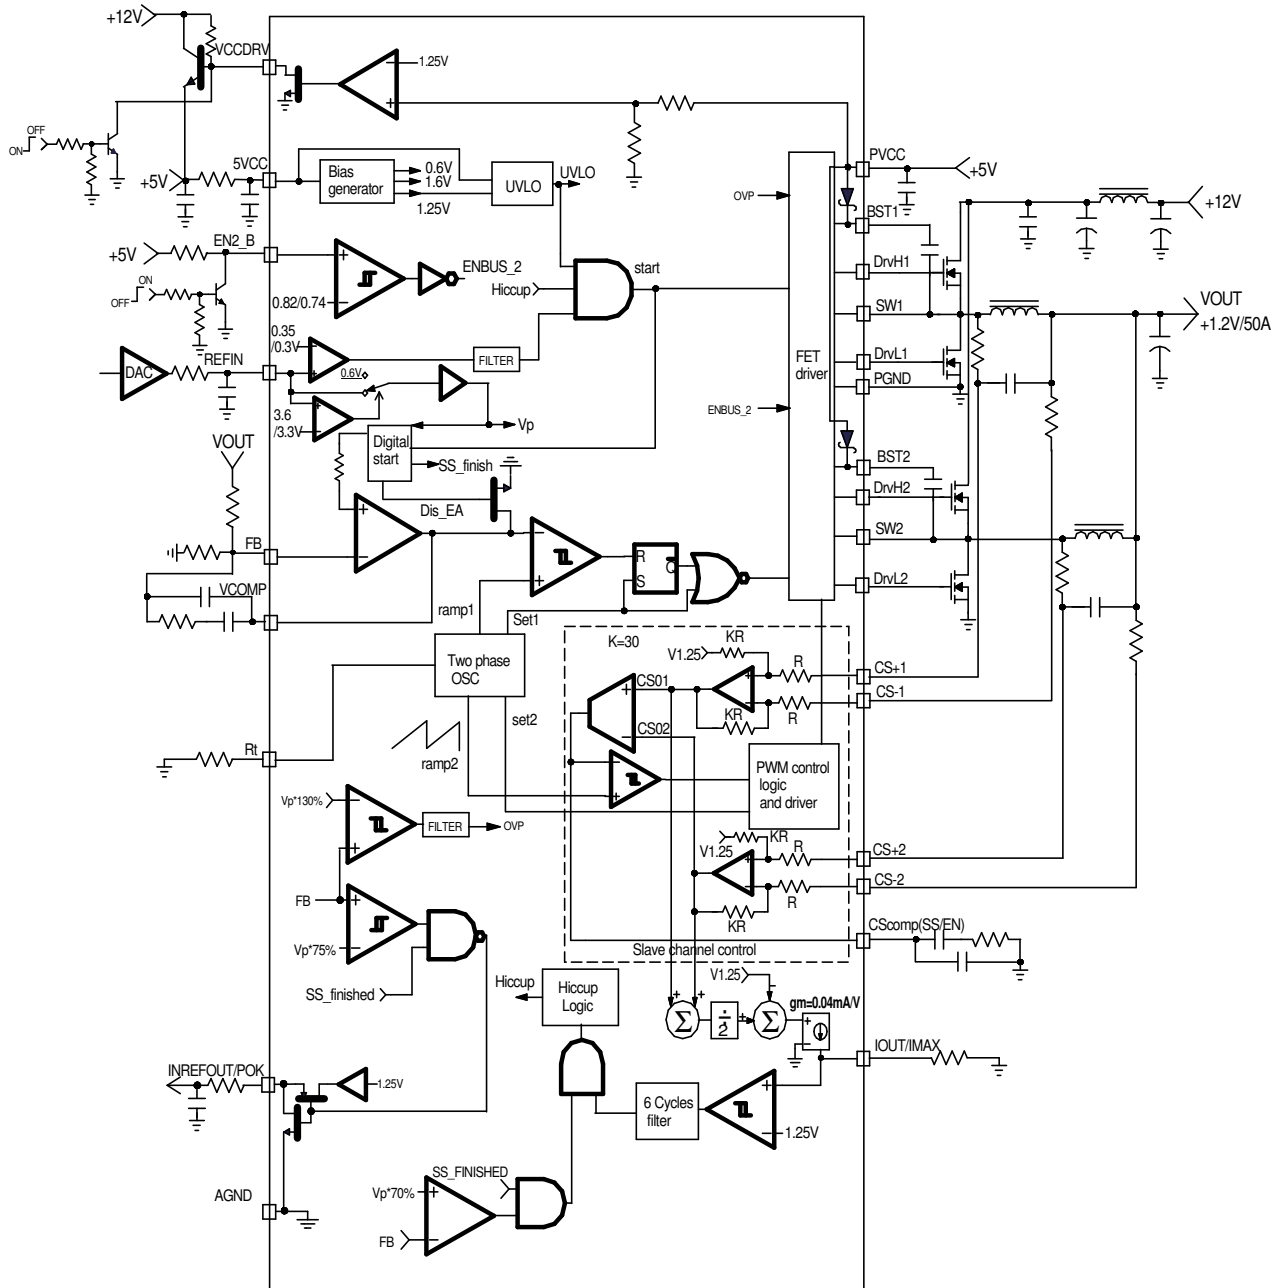 +12V
VCCDRV
1.25V
OFF
ON
5VCC
+5V
Bias
generator
0.6V
1.6V
1.25V
UVLO
UVLO
PVCC
+5V
OVP
BST1
+12V
+5V
EN2_B
ON
OFF
0.82/0.74
ENBUS_2
Hiccup
start
DrvH1
SW1
VOUT
+1.2V/50A
0.35
/0.3V
FILTER
FET
driver
DrvL1
PGND
DAC
REFIN
0.6V
3.6
/3.3V
Vp
ENBUS_2
VOUT
Digital
start
SS_finish
Dis_EA
BST2
DrvH2
SW2
FB
R
S
Q
DrvL2
VCOMP
ramp1
Set1
K=30
KR
V1.25
R
CS+1
Two phase
OSC
CS01
CS-1
KR
R
set2
CS02
Rt
ramp2
PWM control
logic
and driver
Vp*130%
FILTER
OVP
KR
V1.25
R
CS+2
CS-2
R
KR
FB
Vp*75%
CScomp(SS/EN)
Slave channel control
SS_finished
Hiccup
Hiccup
Logic
V1.25
gm=0.04mA/V
Σ
÷
2
Σ
IOUT/IMAX
INREFOUT/POK
1.25V
6 Cycles
filter
1.25V
AGND
SS_FINISHED
Vp*70%
FB